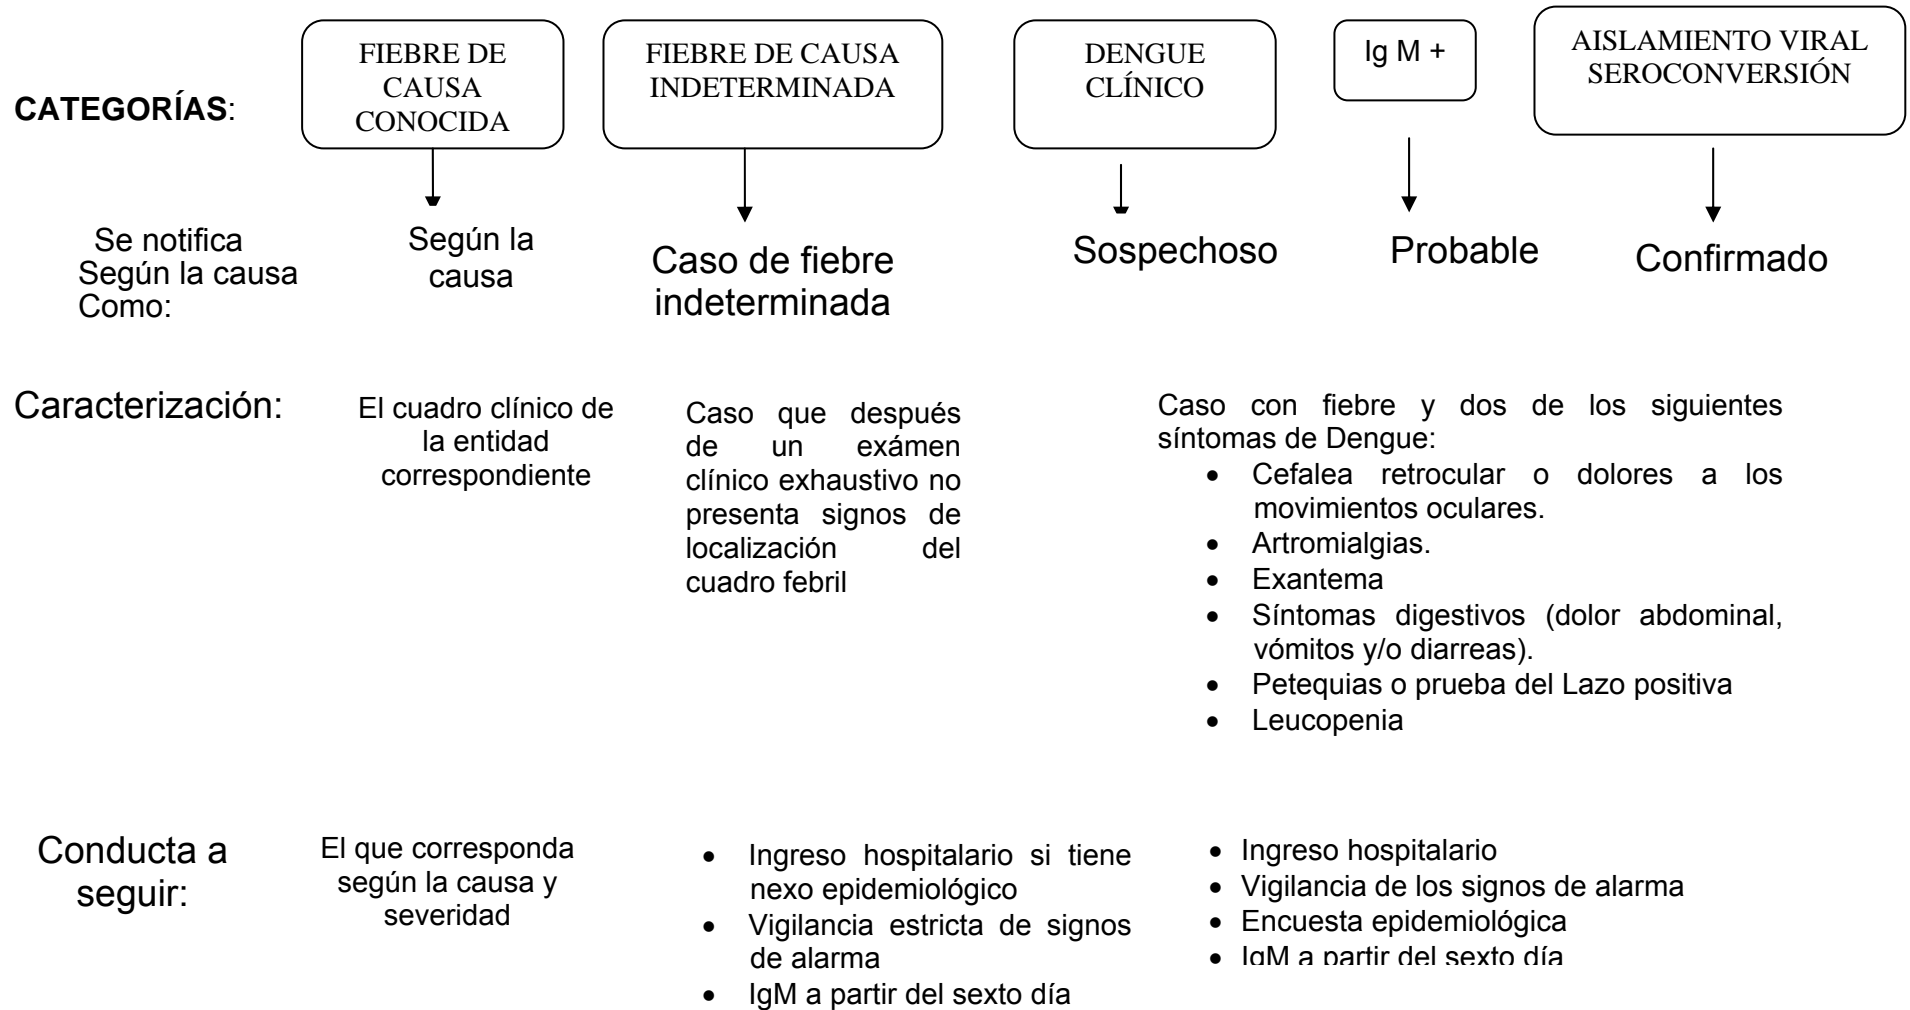 CATEGORÍAS:
FIEBRE DE
CAUSA
CONOCIDA
FIEBRE DE CAUSA
INDETERMINADA
DENGUE
CLÍNICO
Ig M +
AISLAMIENTO VIRAL
SEROCONVERSIÓN
Se notifica
Según la causa
Como:
Según la
causa
Caso de fiebre
indeterminada
Sospechoso
Probable
Confirmado
Caracterización:
El cuadro clínico de
la entidad
correspondiente
Caso que después
de un exámen
clínico exhaustivo no
presenta signos de
localización del
cuadro febril
Caso con fiebre y dos de los siguientes
síntomas de Dengue:
• Cefalea retrocular o dolores a los
movimientos oculares.
• Artromialgias.
• Exantema
• Síntomas digestivos (dolor abdominal,
vómitos y/o diarreas).
• Petequias o prueba del Lazo positiva
• Leucopenia
Conducta a
seguir:
El que corresponda
según la causa y
severidad
• Ingreso hospitalario si tiene
nexo epidemiológico
• Vigilancia estricta de signos
de alarma
• IgM a partir del sexto día
• Ingreso hospitalario
• Vigilancia de los signos de alarma
• Encuesta epidemiológica
• IgM a partir del sexto día